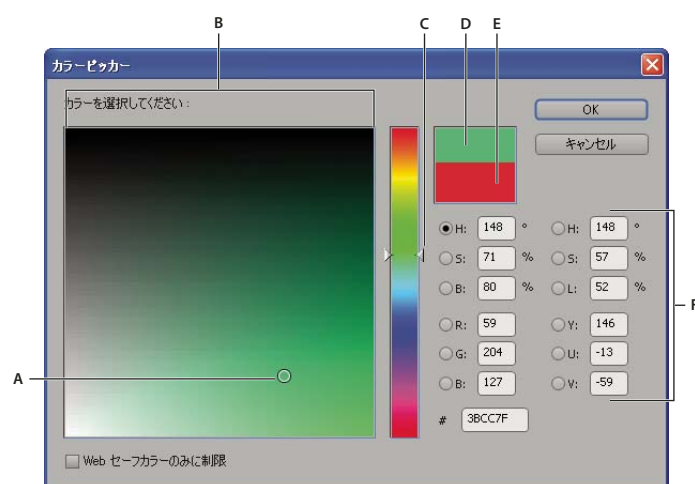 B
C
D
E
カラーピッカー
カラーを選択してください :
OK
キャンセル
H: 148 ° H: 148 °
S: 71 % S: 57 %
B: 80 % L: 52 %
F
R: 59 Y: 146
G: 204 U: -13
A
B: 127 V: -59
# 3BCC7F
Web セーフカラーのみに制限